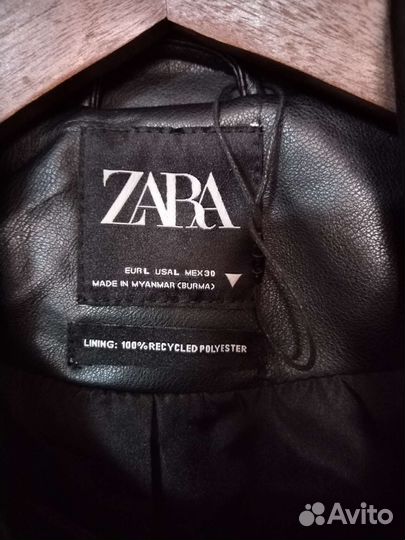 ZARA
EUR L USA L MEX 30
MADE IN MYANMAR (BURMA)
LINING: 100% RECYCLED POLYESTER
Avito